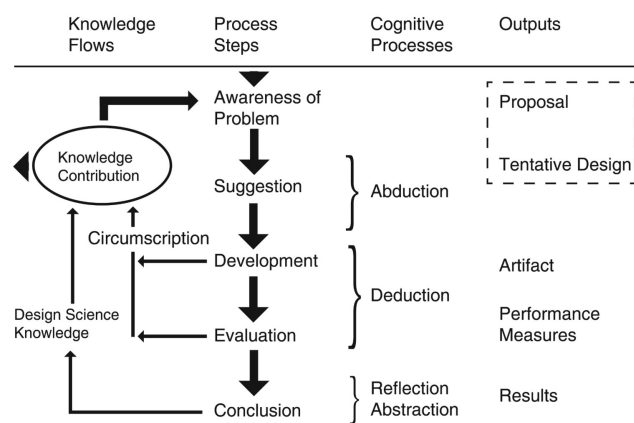 Knowledge
Flows
Process
Steps
Cognitive
Processes
Outputs
Awareness of
Problem
Proposal
Knowledge
Contribution
Suggestion
Abduction
Tentative Design
Circumscription
Development
Deduction
Artifact
Design Science
Knowledge
Evaluation
Performance
Measures
Conclusion
Reflection
Abstraction
Results